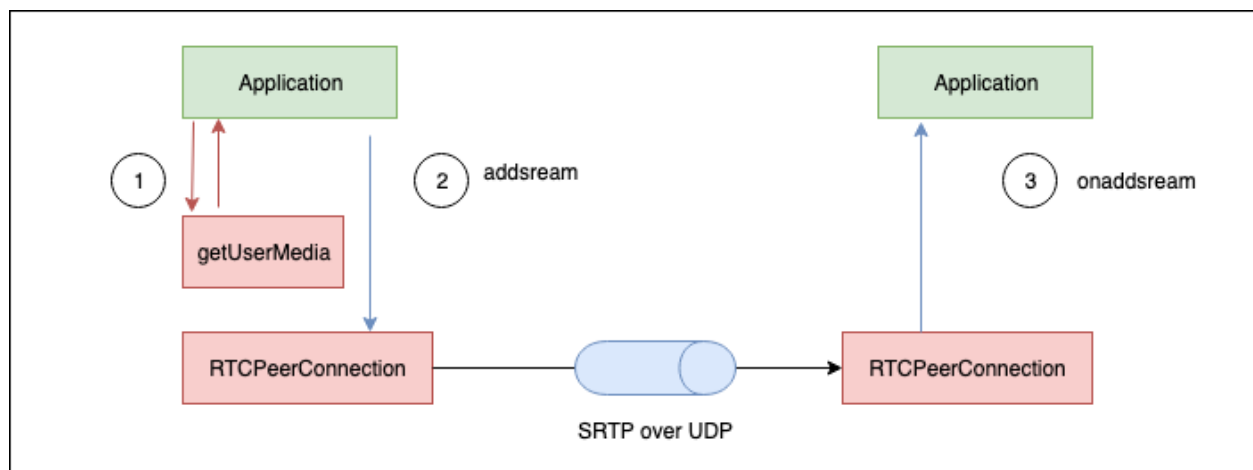 Application
Application
1
2
addsream
3
onaddsream
getUserMedia
RTCPeerConnection
RTCPeerConnection
SRTP over UDP